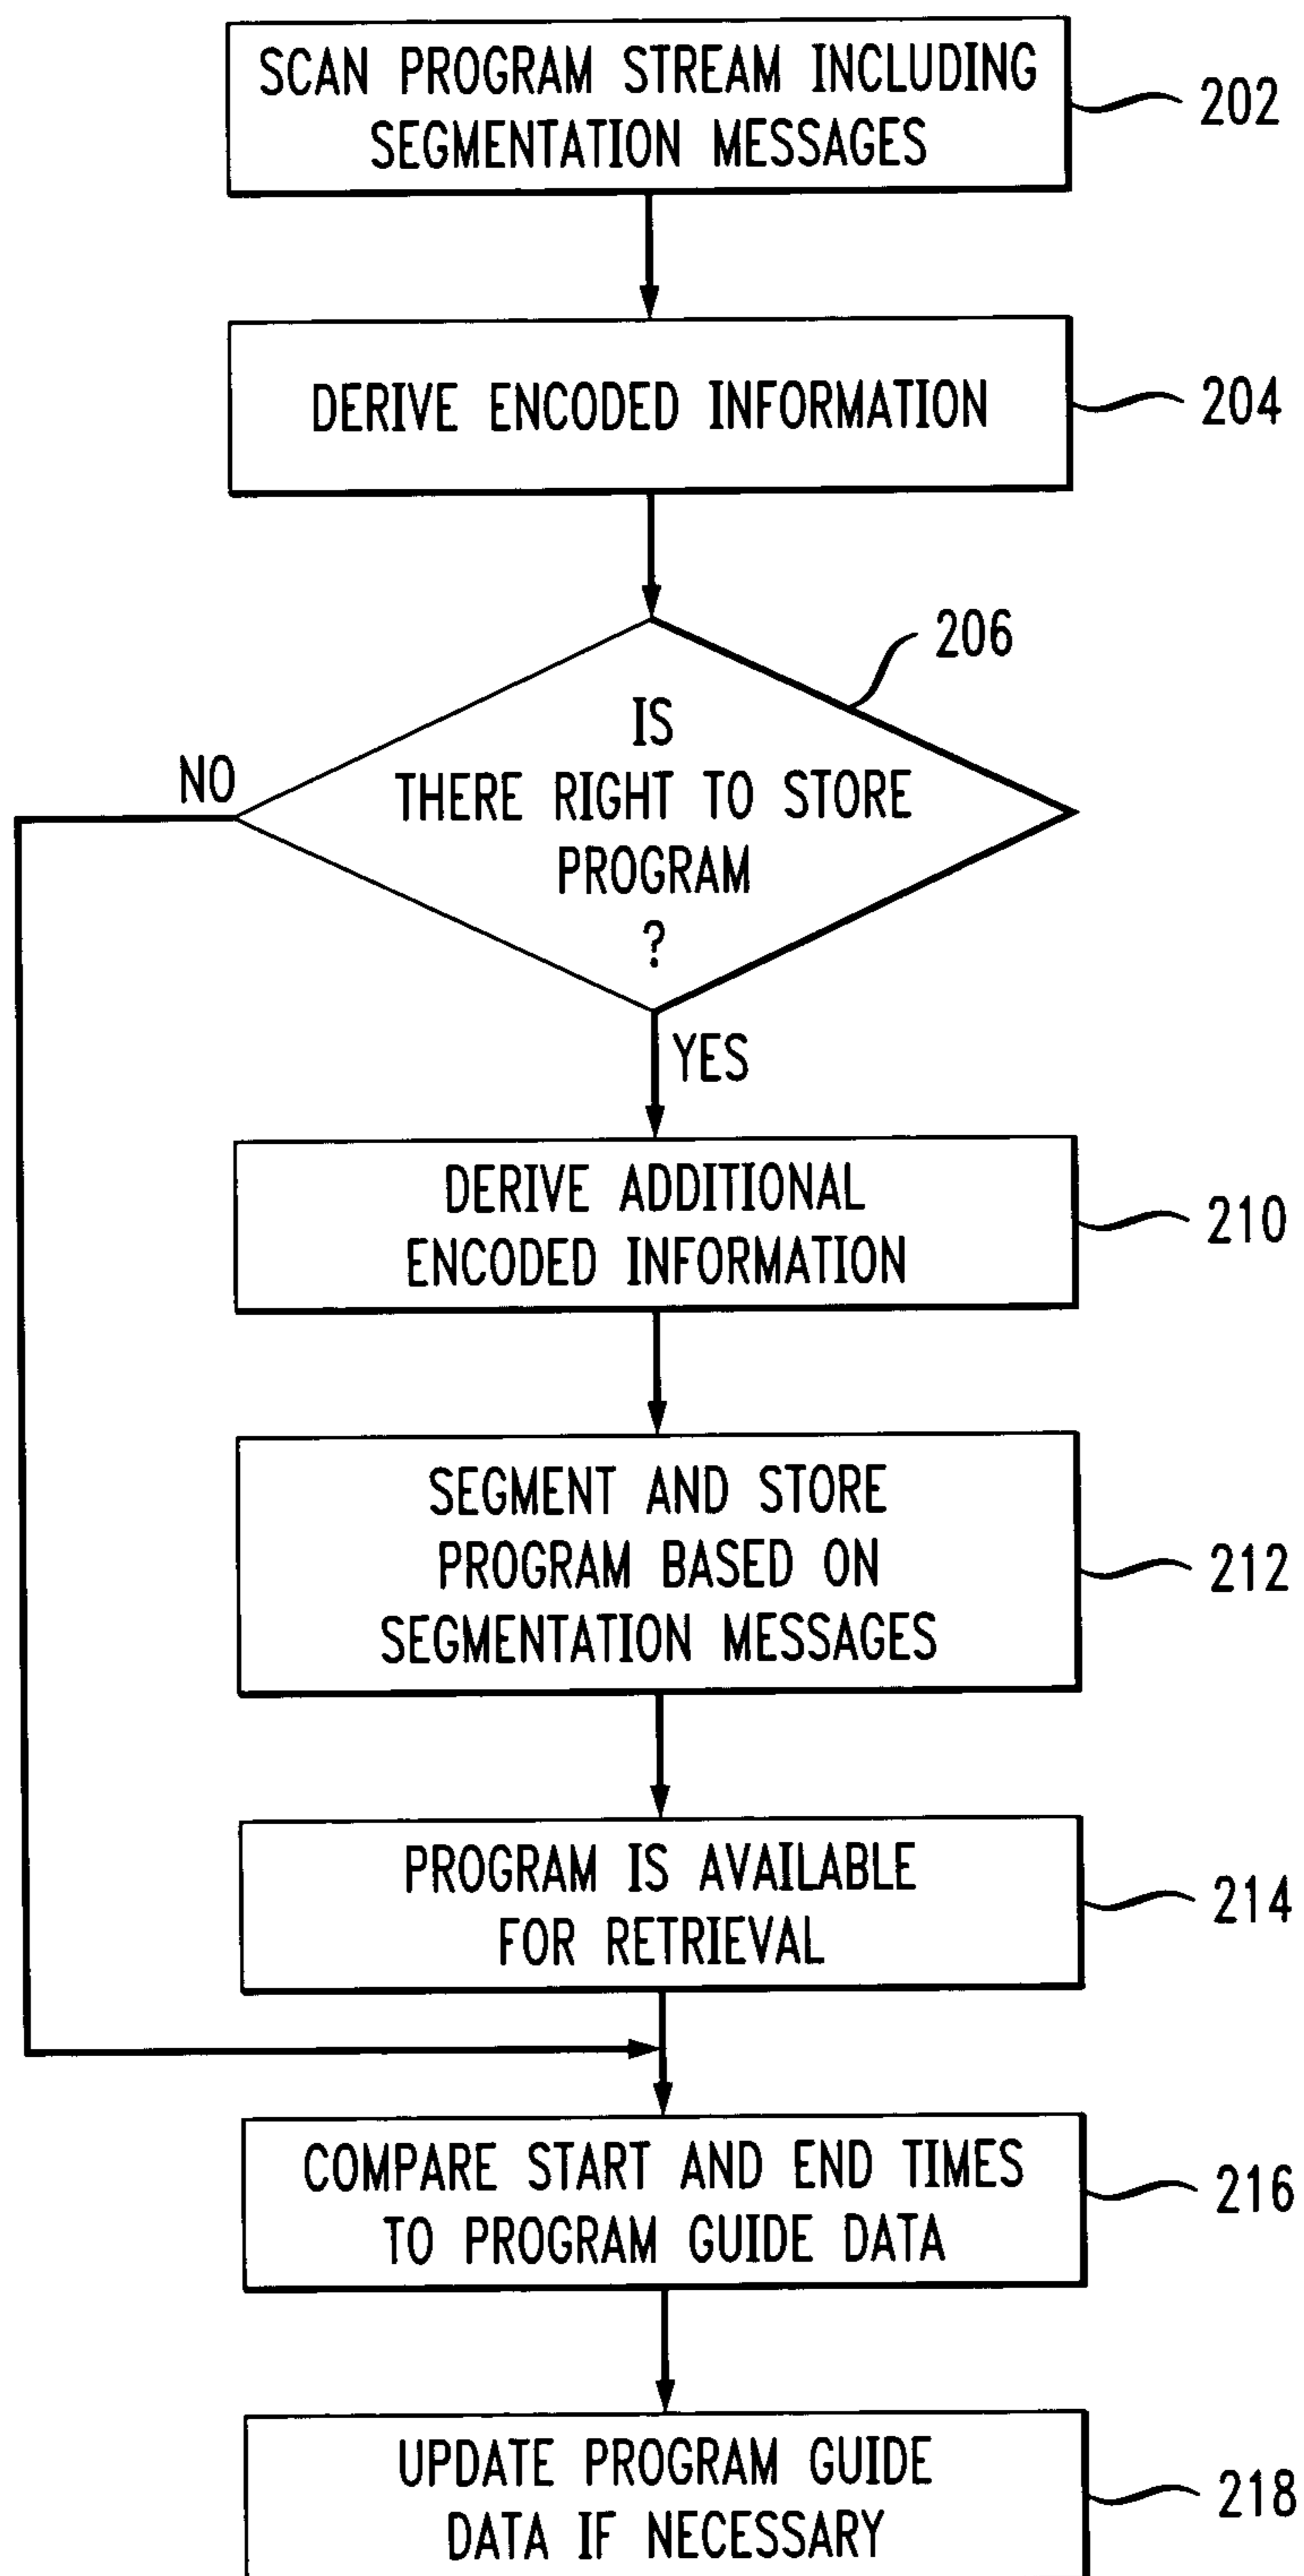 SCAN PROGRAM STREAM INCLUDING
SEGMENTATION MESSAGES
202
DERIVE ENCODED INFORMATION
204
206
IS
THERE RIGHT TO STORE
PROGRAM
?
NO
YES
DERIVE ADDITIONAL
ENCODED INFORMATION
210
SEGMENT AND STORE
PROGRAM BASED ON
SEGMENTATION MESSAGES
212
PROGRAM IS AVAILABLE
FOR RETRIEVAL
214
COMPARE START AND END TIMES
TO PROGRAM GUIDE DATA
216
UPDATE PROGRAM GUIDE
DATA IF NECESSARY
218